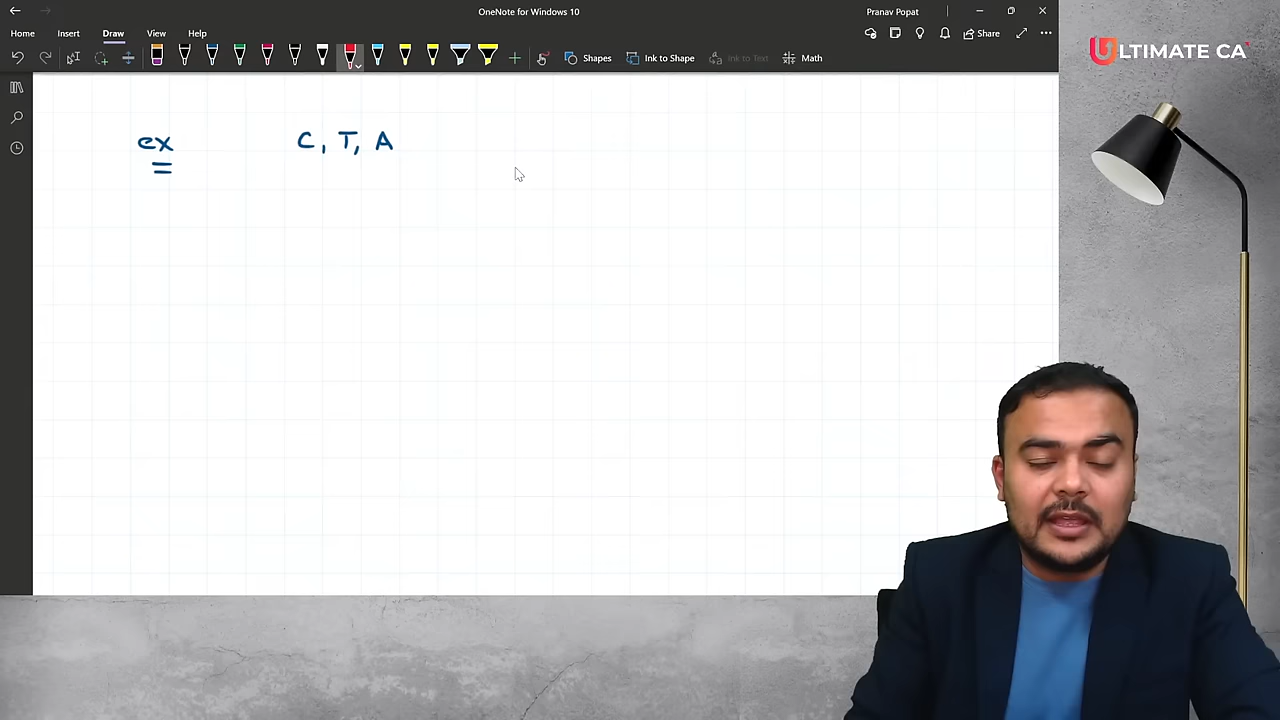 OneNote for Windows 10
Pranav Popat
Home Insert Draw View Help
Share
Shapes Ink to Shape Ink to Text Math
ULTIMATE CA
ex C, T, A